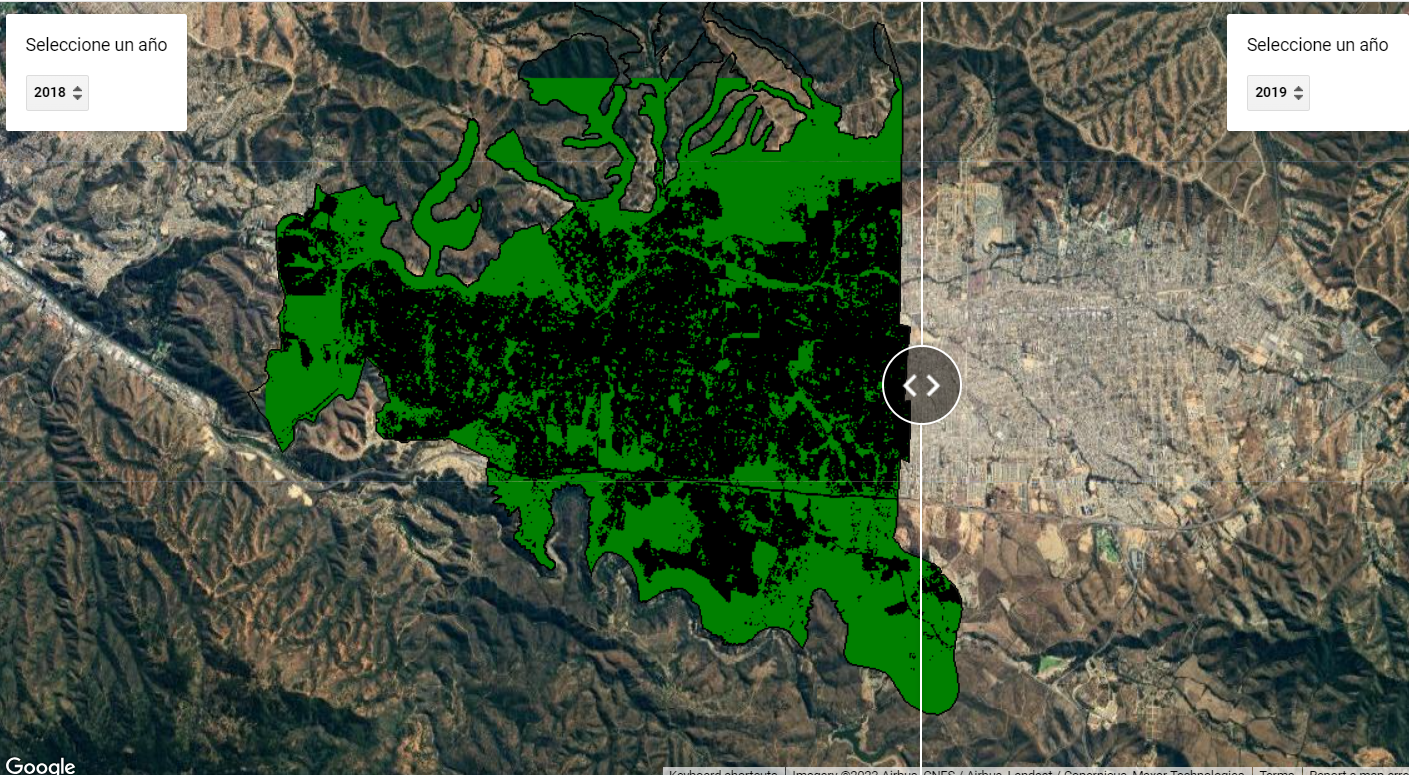 Seleccione un año
2018
Seleccione un año
2019
Google
Keyboard shortcuts
Imagery ©2023 Airbus, CNES / Airbus, Landsat / Copernicus, Maxar Technologies
Terms
Report a map